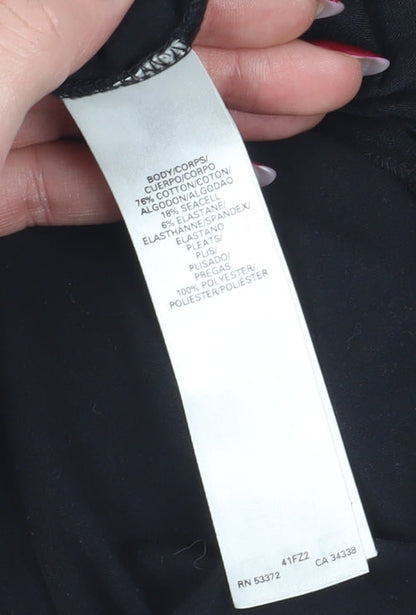 BODY/CORPS/
CUERPO/CORPO
76% COTTON/COTON/
ALGODON/ALGODAO
18% SEACELL
6% ELASTANE/
ELASTHANNE/SPANDEX/
ELASTANO
PLEATS/
PLIS/
PLISADO/
PREGAS
100% POLYESTER/
POLIESTER/POLIESTER
41FZ2
RN 53372 CA 34338